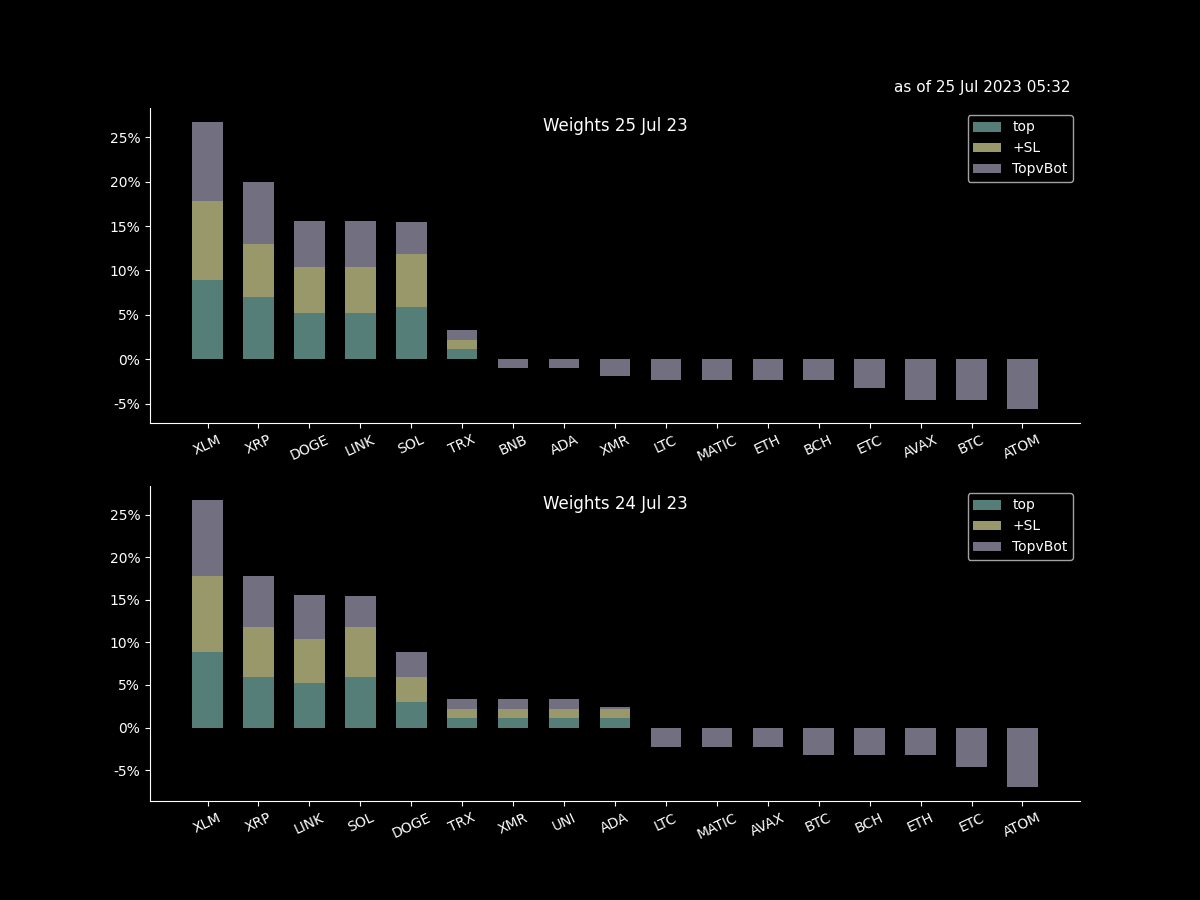 as of 25 Jul 2023 05:32
Weights 25 Jul 23
top
+SL
TopvBot
25%
20%
15%
10%
5%
0%
-5%
XLM XRP DOGE LINK SOL TRX BNB ADA XMR LTC MATIC ETH BCH ETC AVAX BTC ATOM
Weights 24 Jul 23
top
+SL
TopvBot
25%
20%
15%
10%
5%
0%
-5%
XLM XRP LINK SOL DOGE TRX XMR UNI ADA LTC MATIC AVAX BTC BCH ETH ETC ATOM